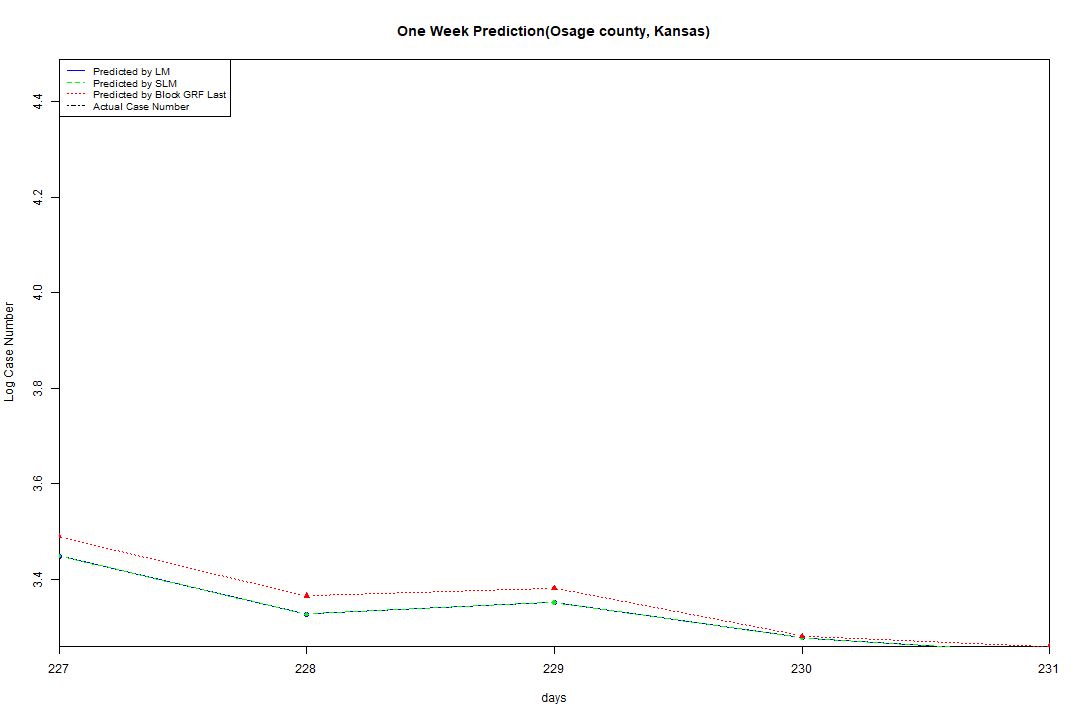 One Week Prediction(Osage county, Kansas)
Predicted by LM
Predicted by SLM
Predicted by Block GRF Last
Actual Case Number
4.4
4.2
4.0
3.8
3.6
3.4
Log Case Number
227 228 229 230 231
days